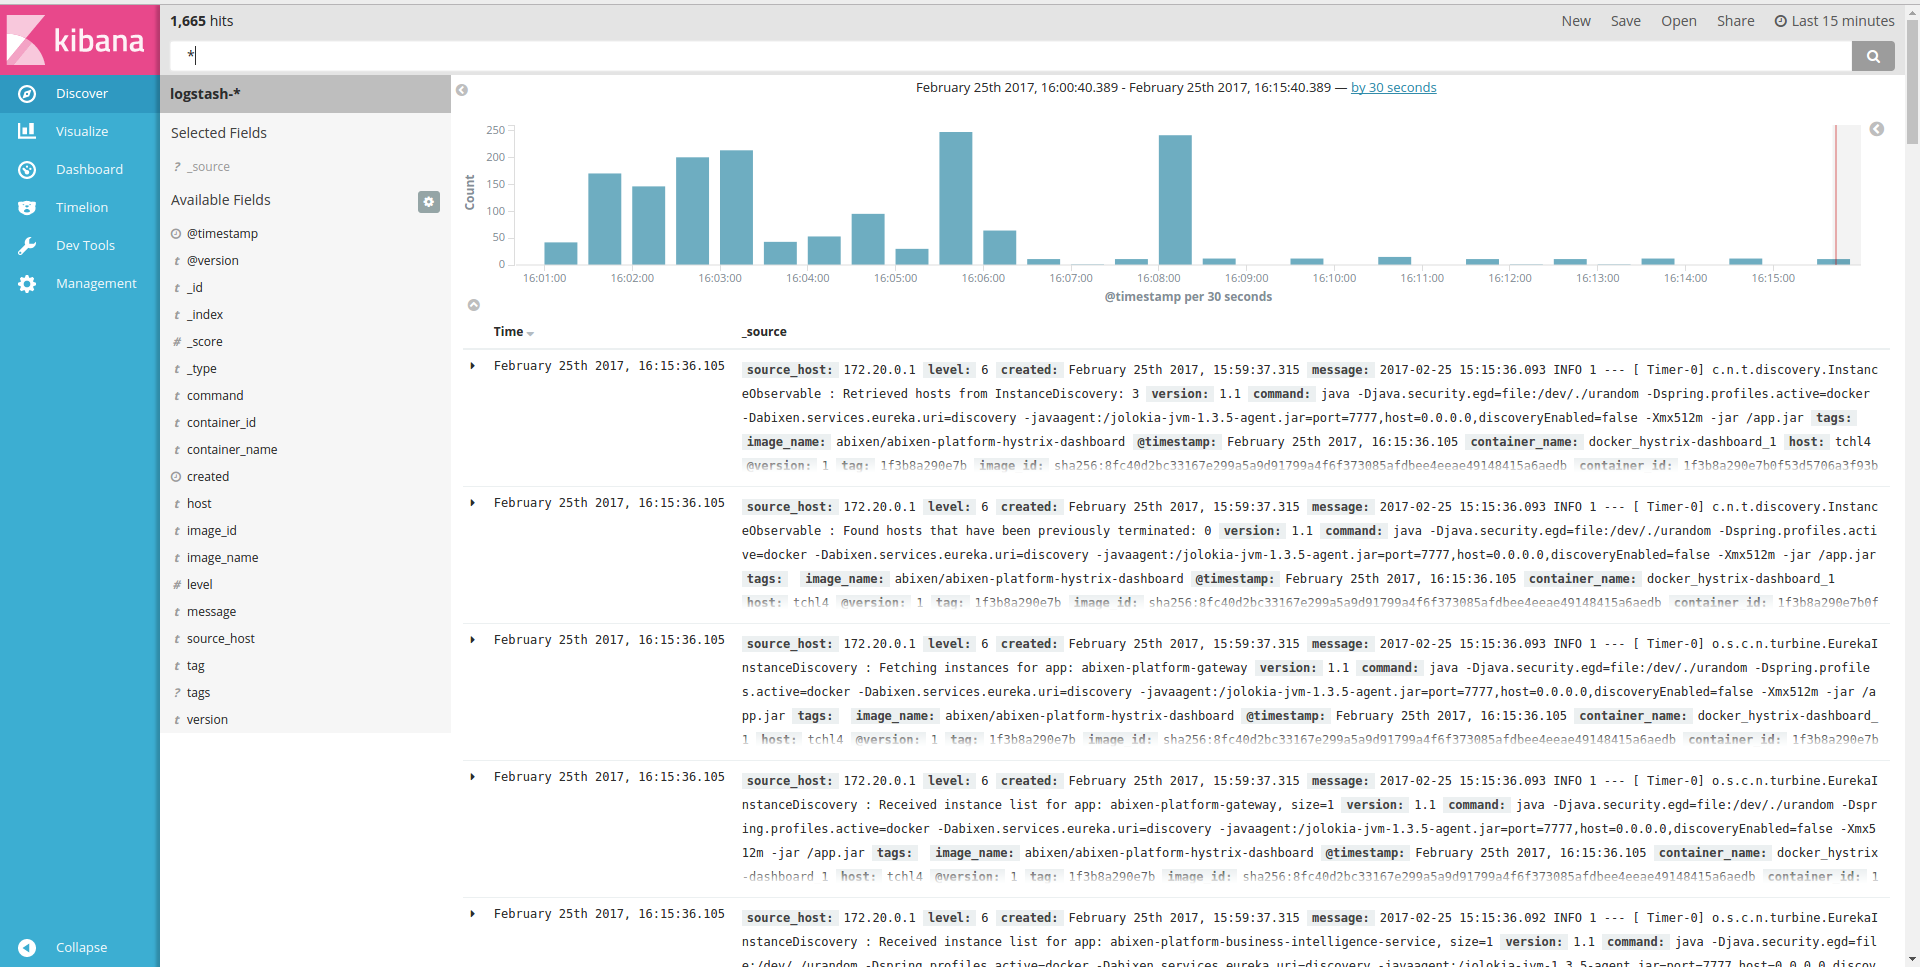 kibana
Discover
Visualize
Dashboard
Timelion
Dev Tools
Management
Collapse
1,665 hits
New Save Open Share Last 15 minutes
*
logstash-*
Selected Fields
? _source
Available Fields
@timestamp
t @version
t _id
t _index
# _score
t _type
t command
t container_id
t container_name
created
t host
t image_id
t image_name
# level
t message
t source_host
t tag
? tags
t version
February 25th 2017, 16:00:40.389 - February 25th 2017, 16:15:40.389 — by 30 seconds
Count
250
200
150
100
50
0
16:01:00 16:02:00 16:03:00 16:04:00 16:05:00 16:06:00 16:07:00 16:08:00 16:09:00 16:10:00 16:11:00 16:12:00 16:13:00 16:14:00 16:15:00
@timestamp per 30 seconds
Time _source
February 25th 2017, 16:15:36.105
source_host: 172.20.0.1 level: 6 created: February 25th 2017, 15:59:37.315 message: 2017-02-25 15:15:36.093 INFO 1 --- [ Timer-0] c.n.t.discovery.Instanc
eObservable : Retrieved hosts from InstanceDiscovery: 3 version: 1.1 command: java -Djava.security.egd=file:/dev/./urandom -Dspring.profiles.active=docker
-Dabixen.services.eureka.uri=discovery -javaagent:/jolokia-jvm-1.3.5-agent.jar=port=7777,host=0.0.0.0,discoveryEnabled=false -Xmx512m -jar /app.jar tags:
image_name: abixen/abixen-platform-hystrix-dashboard @timestamp: February 25th 2017, 16:15:36.105 container_name: docker_hystrix-dashboard_1 host: tchl4
@version: 1 tag: 1f3b8a290e7b image_id: sha256:8fc40d2bc33167e299a5a9d91799a4f6f373085afdbee4eeae49148415a6aedb container_id: 1f3b8a290e7b0f53d5706a3f93b
February 25th 2017, 16:15:36.105
source_host: 172.20.0.1 level: 6 created: February 25th 2017, 15:59:37.315 message: 2017-02-25 15:15:36.093 INFO 1 --- [ Timer-0] c.n.t.discovery.Instanc
eObservable : Found hosts that have been previously terminated: 0 version: 1.1 command: java -Djava.security.egd=file:/dev/./urandom -Dspring.profiles.acti
ve=docker -Dabixen.services.eureka.uri=discovery -javaagent:/jolokia-jvm-1.3.5-agent.jar=port=7777,host=0.0.0.0,discoveryEnabled=false -Xmx512m -jar /app.jar
tags: image_name: abixen/abixen-platform-hystrix-dashboard @timestamp: February 25th 2017, 16:15:36.105 container_name: docker_hystrix-dashboard_1
host: tchl4 @version: 1 tag: 1f3b8a290e7b image_id: sha256:8fc40d2bc33167e299a5a9d91799a4f6f373085afdbee4eeae49148415a6aedb container_id: 1f3b8a290e7b0f
February 25th 2017, 16:15:36.105
source_host: 172.20.0.1 level: 6 created: February 25th 2017, 15:59:37.315 message: 2017-02-25 15:15:36.093 INFO 1 --- [ Timer-0] o.s.c.n.turbine.EurekaI
nstanceDiscovery : Fetching instances for app: abixen-platform-gateway version: 1.1 command: java -Djava.security.egd=file:/dev/./urandom -Dspring.profile
s.active=docker -Dabixen.services.eureka.uri=discovery -javaagent:/jolokia-jvm-1.3.5-agent.jar=port=7777,host=0.0.0.0,discoveryEnabled=false -Xmx512m -jar /a
pp.jar tags: image_name: abixen/abixen-platform-hystrix-dashboard @timestamp: February 25th 2017, 16:15:36.105 container_name: docker_hystrix-dashboard_
1 host: tchl4 @version: 1 tag: 1f3b8a290e7b image_id: sha256:8fc40d2bc33167e299a5a9d91799a4f6f373085afdbee4eeae49148415a6aedb container_id: 1f3b8a290e7b
February 25th 2017, 16:15:36.105
source_host: 172.20.0.1 level: 6 created: February 25th 2017, 15:59:37.315 message: 2017-02-25 15:15:36.093 INFO 1 --- [ Timer-0] o.s.c.n.turbine.EurekaI
nstanceDiscovery : Received instance list for app: abixen-platform-gateway, size=1 version: 1.1 command: java -Djava.security.egd=file:/dev/./urandom -Dspr
ing.profiles.active=docker -Dabixen.services.eureka.uri=discovery -javaagent:/jolokia-jvm-1.3.5-agent.jar=port=7777,host=0.0.0.0,discoveryEnabled=false -Xmx5
12m -jar /app.jar tags: image_name: abixen/abixen-platform-hystrix-dashboard @timestamp: February 25th 2017, 16:15:36.105 container_name: docker_hystrix
-dashboard_1 host: tchl4 @version: 1 tag: 1f3b8a290e7b image_id: sha256:8fc40d2bc33167e299a5a9d91799a4f6f373085afdbee4eeae49148415a6aedb container_id: 1
February 25th 2017, 16:15:36.105
source_host: 172.20.0.1 level: 6 created: February 25th 2017, 15:59:37.315 message: 2017-02-25 15:15:36.092 INFO 1 --- [ Timer-0] o.s.c.n.turbine.EurekaI
nstanceDiscovery : Received instance list for app: abixen-platform-business-intelligence-service, size=1 version: 1.1 command: java -Djava.security.egd=fil
e:/dev/./urandom -Dspring.profiles.active=docker -Dabixen.services.eureka.uri=discovery -javaagent:/jolokia-jvm-1.3.5-agent.jar=port=7777,host=0.0.0.0,discov